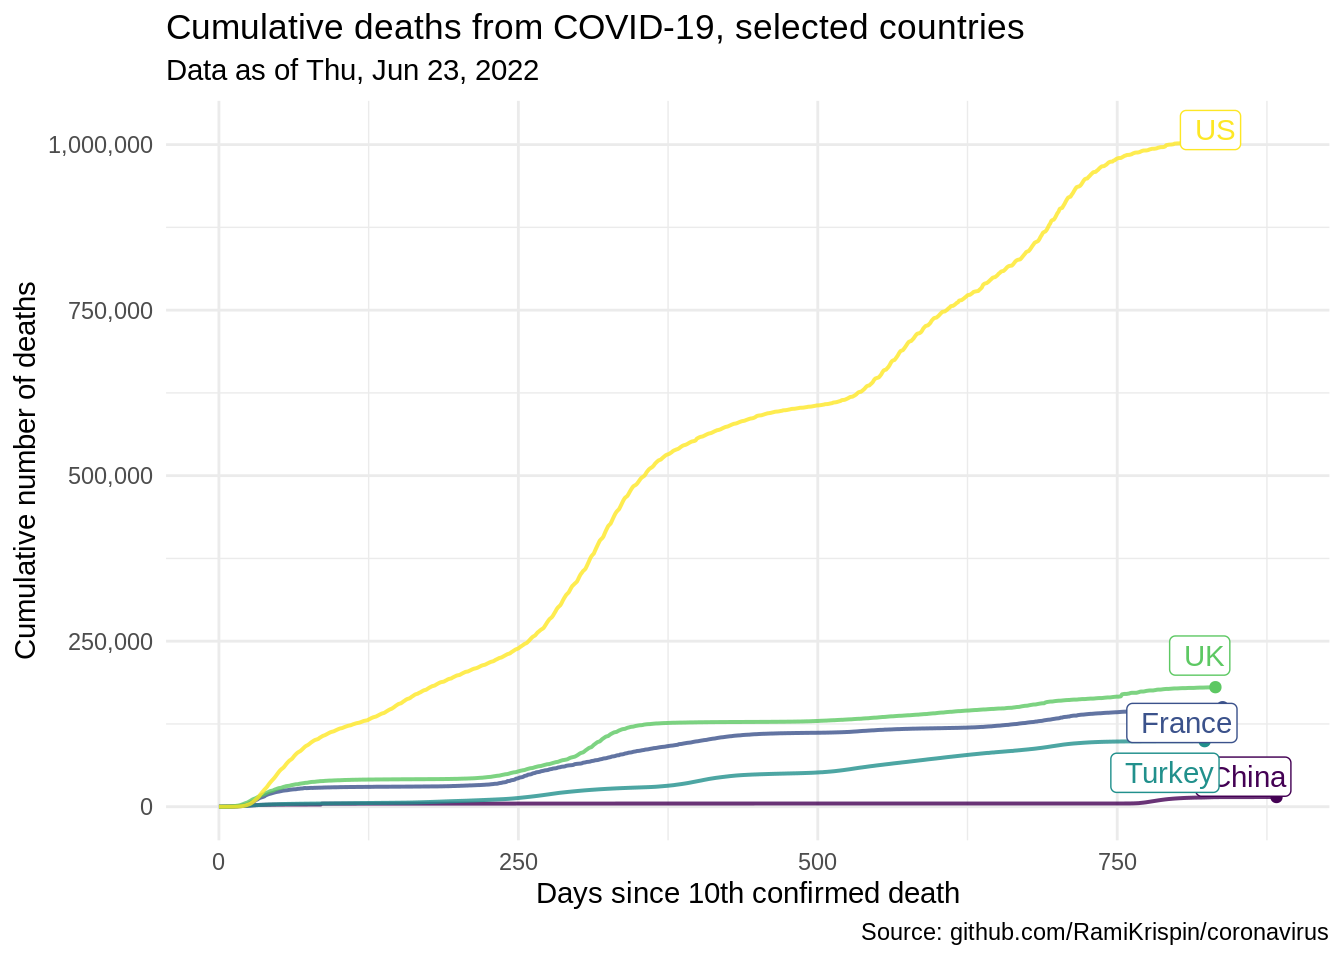 Cumulative deaths from COVID-19, selected countries
Data as of Thu, Jun 23, 2022
Cumulative number of deaths
1,000,000
750,000
500,000
250,000
0
US
UK
France
Turkey
China
0 250 500 750
Days since 10th confirmed death
Source: github.com/RamiKrispin/coronavirus